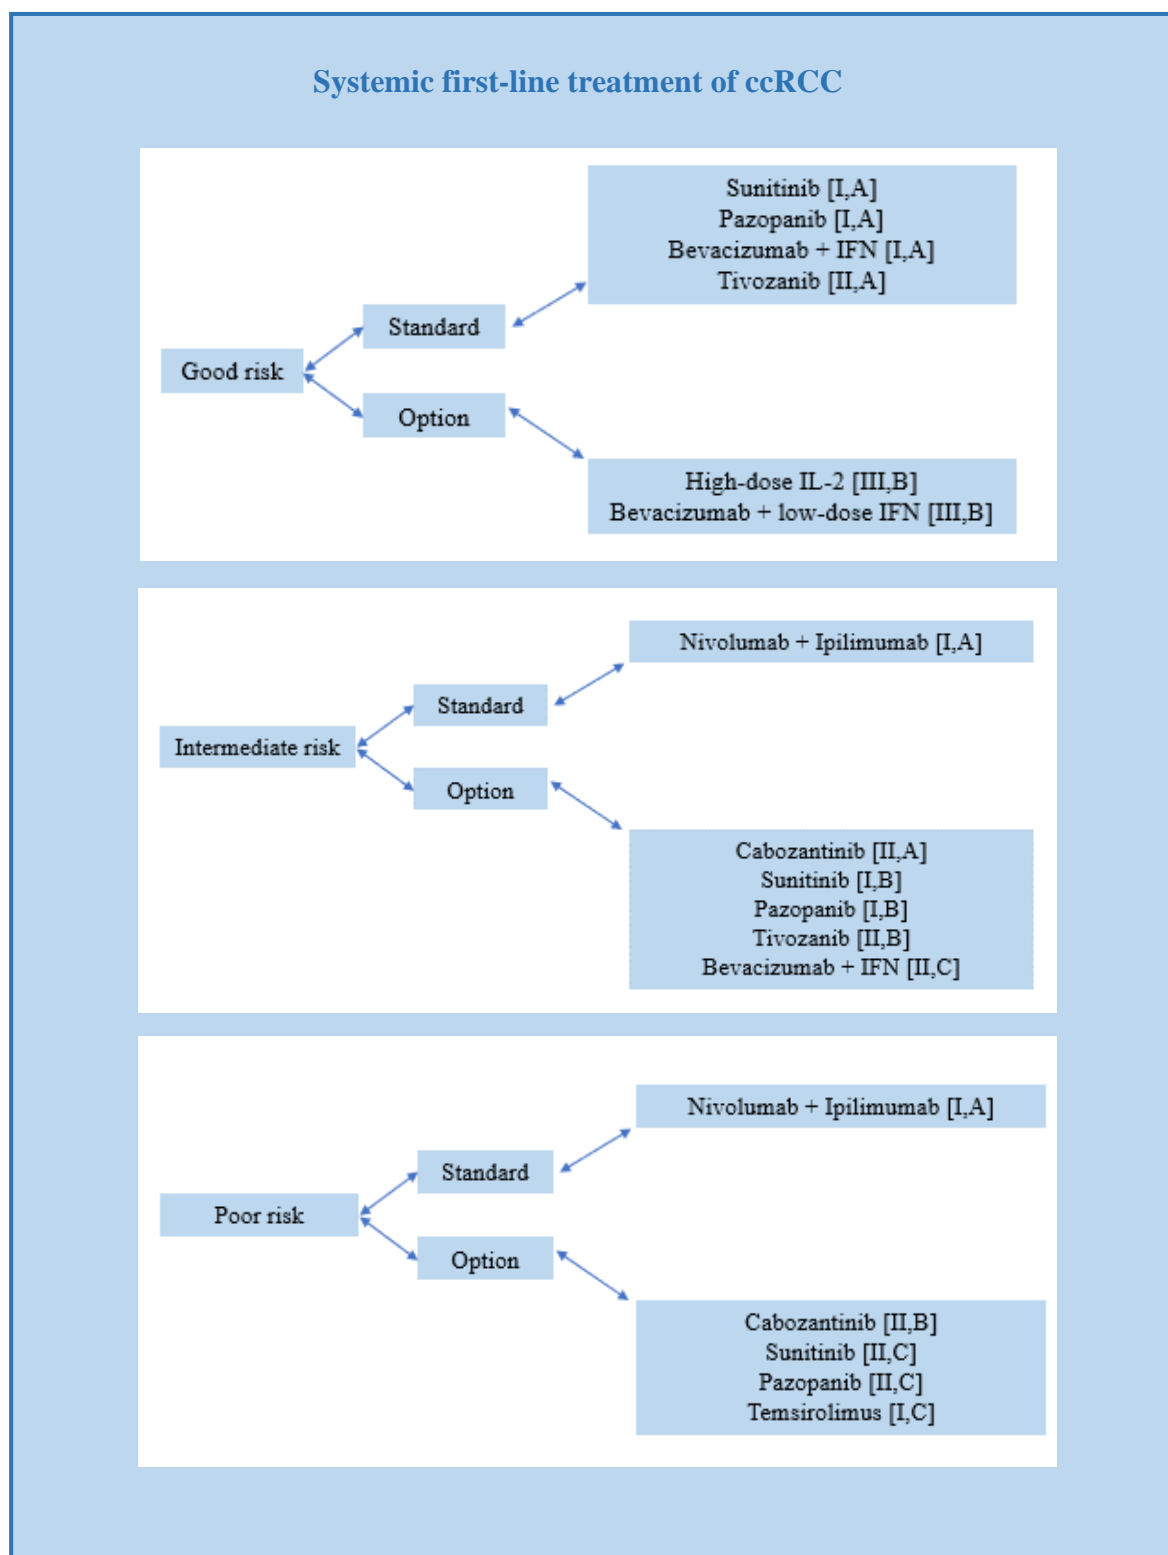 Systemic first-line treatment of ccRCC
Sunitinib [I,A]
Pazopanib [I,A]
Bevacizumab + IFN [I,A]
Tivozanib [II,A]
Standard
Good risk
Option
High-dose IL-2 [III,B]
Bevacizumab + low-dose IFN [III,B]
Nivolumab + Ipilimumab [I,A]
Standard
Intermediate risk
Option
Cabozantinib [II,A]
Sunitinib [I,B]
Pazopanib [I,B]
Tivozanib [II,B]
Bevacizumab + IFN [II,C]
Nivolumab + Ipilimumab [I,A]
Standard
Poor risk
Option
Cabozantinib [II,B]
Sunitinib [II,C]
Pazopanib [II,C]
Temsirolimus [I,C]